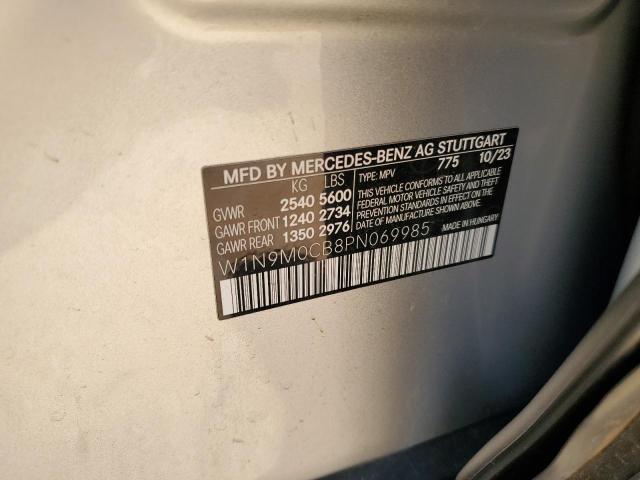 MFD BY MERCEDES-BENZ AG STUTTGART
KG LBS TYPE: MPV 775 10/23
GVWR 2540 5600
GAWR FRONT 1240 2734
GAWR REAR 1350 2976
THIS VEHICLE CONFORMS TO ALL APPLICABLE
FEDERAL MOTOR VEHICLE SAFETY AND THEFT
PREVENTION STANDARDS IN EFFECT ON THE
DATE OF MANUFACTURE SHOWN ABOVE.
MADE IN HUNGARY
W1N9M0CB8PN069985